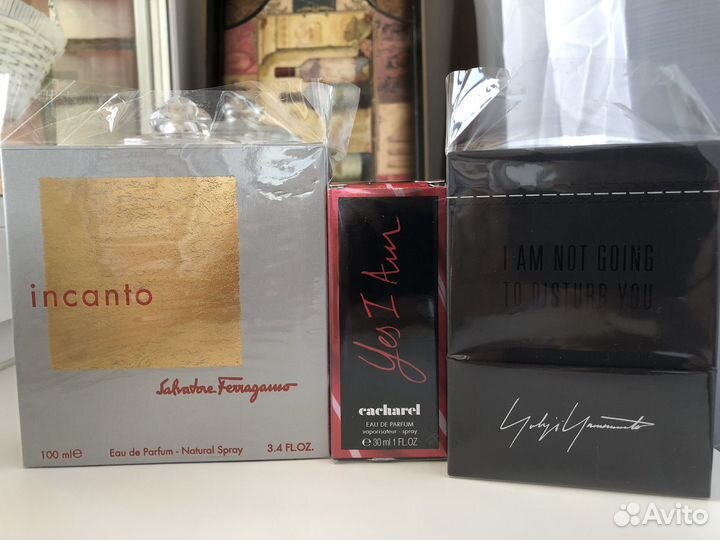 incanto
Salvatore Ferragamo
100 ml e Eau de Parfum - Natural Spray 3.4 FL.OZ.
Yes I Am
cacharel
EAU DE PARFUM
vaporisateur - spray
e 30 ml 1 FL.OZ
I AM NOT GOING
TO DISTURB YOU
Yohji Yamamoto
Avito